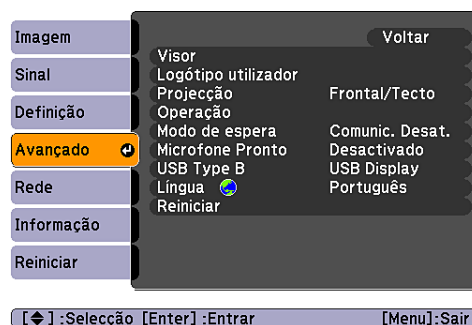 Imagem
Sinal
Definição
Avançado
Rede
Informação
Reiniciar
Voltar
Visor
Logótipo utilizador
Projecção Frontal/Tecto
Operação
Modo de espera Comunic. Desat.
Microfone Pronto Desactivado
USB Type B USB Display
Língua Português
Reiniciar
[◆] :Selecção [Enter] :Entrar [Menu]:Sair